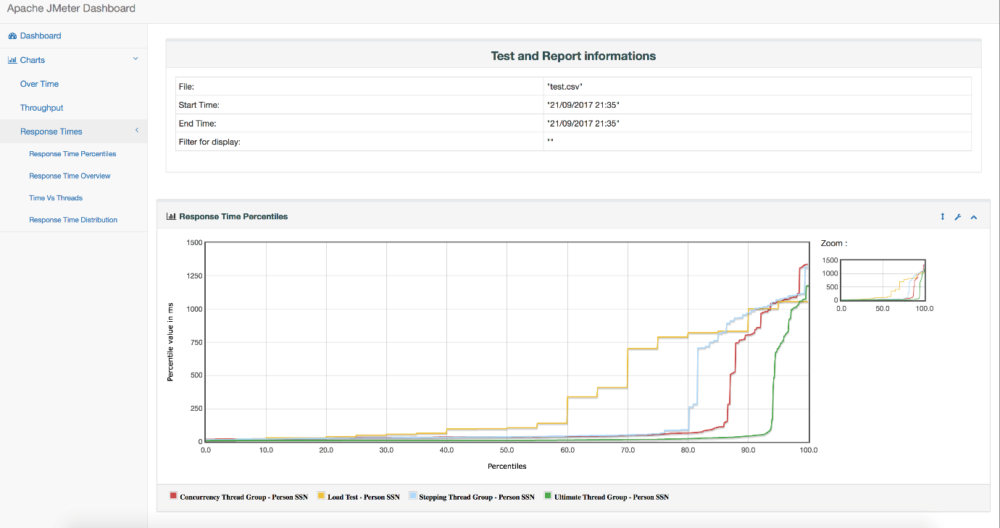 Apache JMeter Dashboard
Dashboard
Charts
Over Time
Throughput
Response Times
Response Time Percentiles
Response Time Overview
Time Vs Threads
Response Time Distribution
Test and Report informations
File: "test.csv"
Start Time: "21/09/2017 21:35"
End Time: "21/09/2017 21:35"
Filter for display: ""
Response Time Percentiles
Percentile value in ms
1500
1250
1000
750
500
250
0
0.0 10.0 20.0 30.0 40.0 50.0 60.0 70.0 80.0 90.0 100.0
Percentiles
Zoom :
1500
1000
500
0
0.0 50.0 100.0
Concurrency Thread Group - Person SSN Load Test - Person SSN Stepping Thread Group - Person SSN Ultimate Thread Group - Person SSN